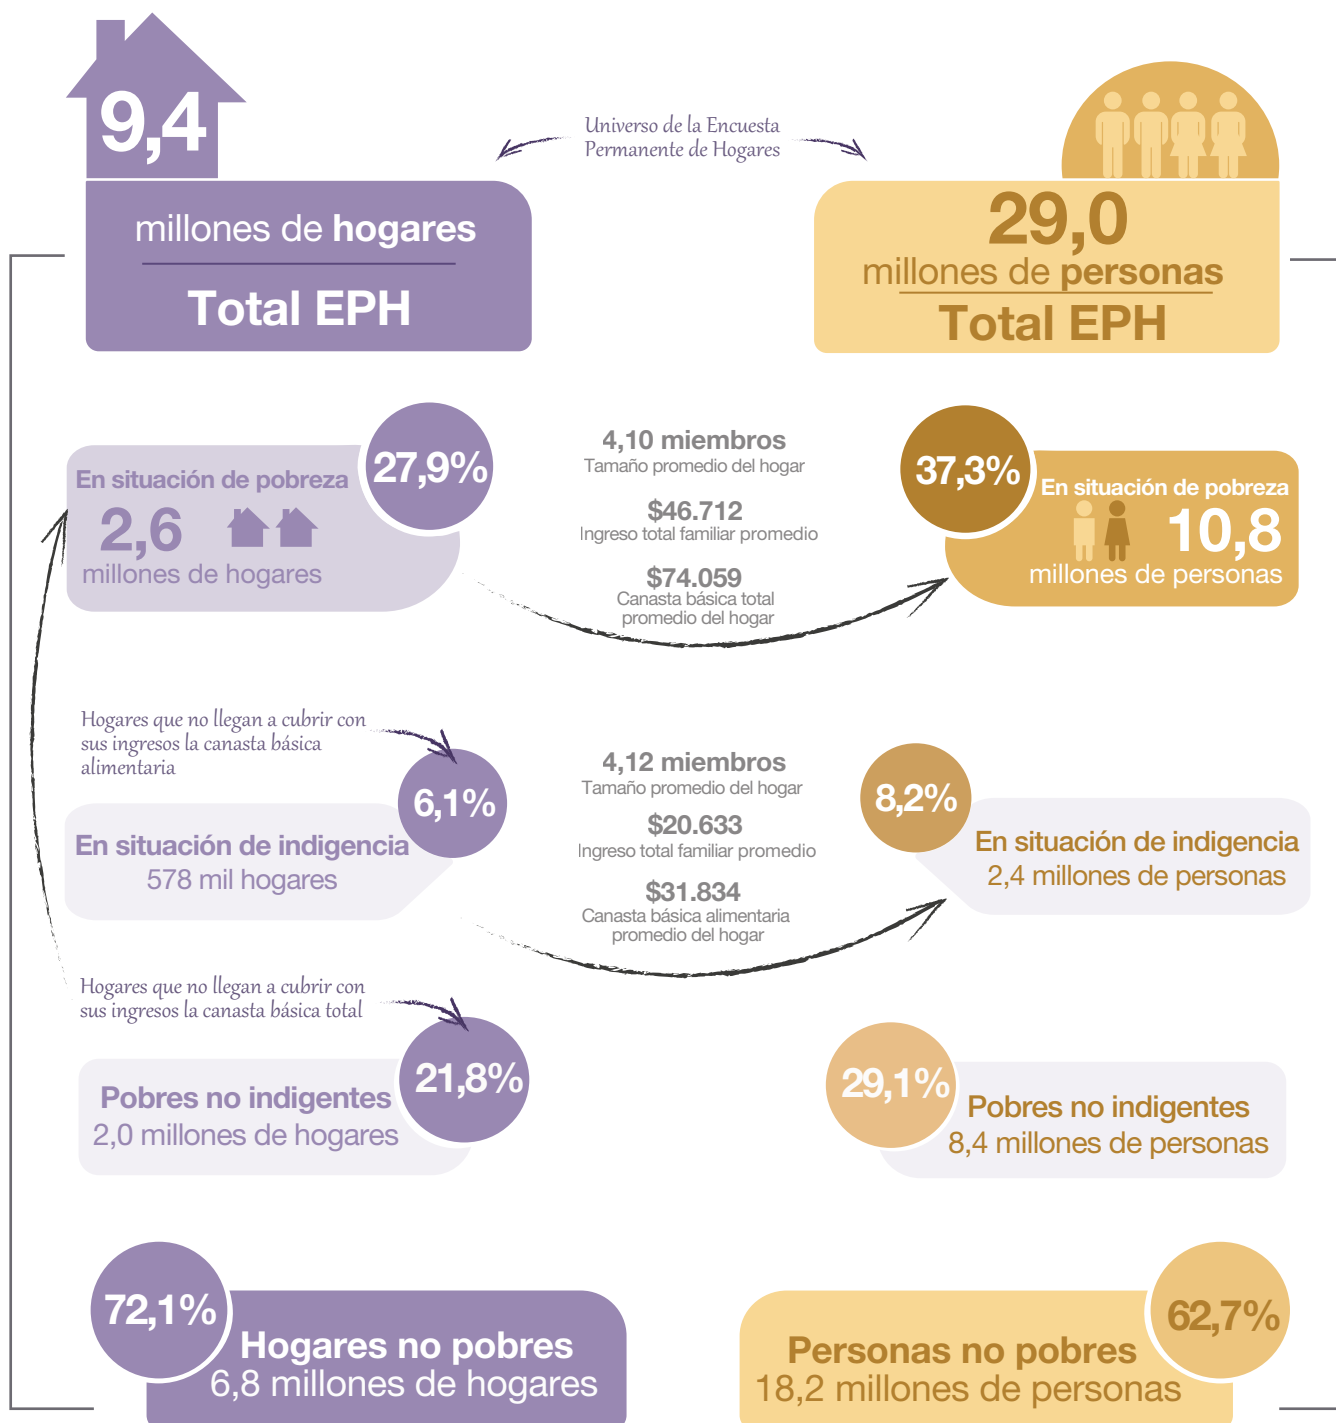 9,4
millones de hogares
Total EPH
Universo de la Encuesta
Permanente de Hogares
29,0
millones de personas
Total EPH
27,9%
En situación de pobreza
2,6
millones de hogares
4,10 miembros
Tamaño promedio del hogar
$46.712
Ingreso total familiar promedio
$74.059
Canasta básica total
promedio del hogar
37,3%
En situación de pobreza
10,8
millones de personas
Hogares que no llegan a cubrir con
sus ingresos la canasta básica
alimentaria
6,1%
En situación de indigencia
578 mil hogares
4,12 miembros
Tamaño promedio del hogar
$20.633
Ingreso total familiar promedio
$31.834
Canasta básica alimentaria
promedio del hogar
8,2%
En situación de indigencia
2,4 millones de personas
Hogares que no llegan a cubrir con
sus ingresos la canasta básica total
21,8%
Pobres no indigentes
2,0 millones de hogares
29,1%
Pobres no indigentes
8,4 millones de personas
72,1%
Hogares no pobres
6,8 millones de hogares
62,7%
Personas no pobres
18,2 millones de personas